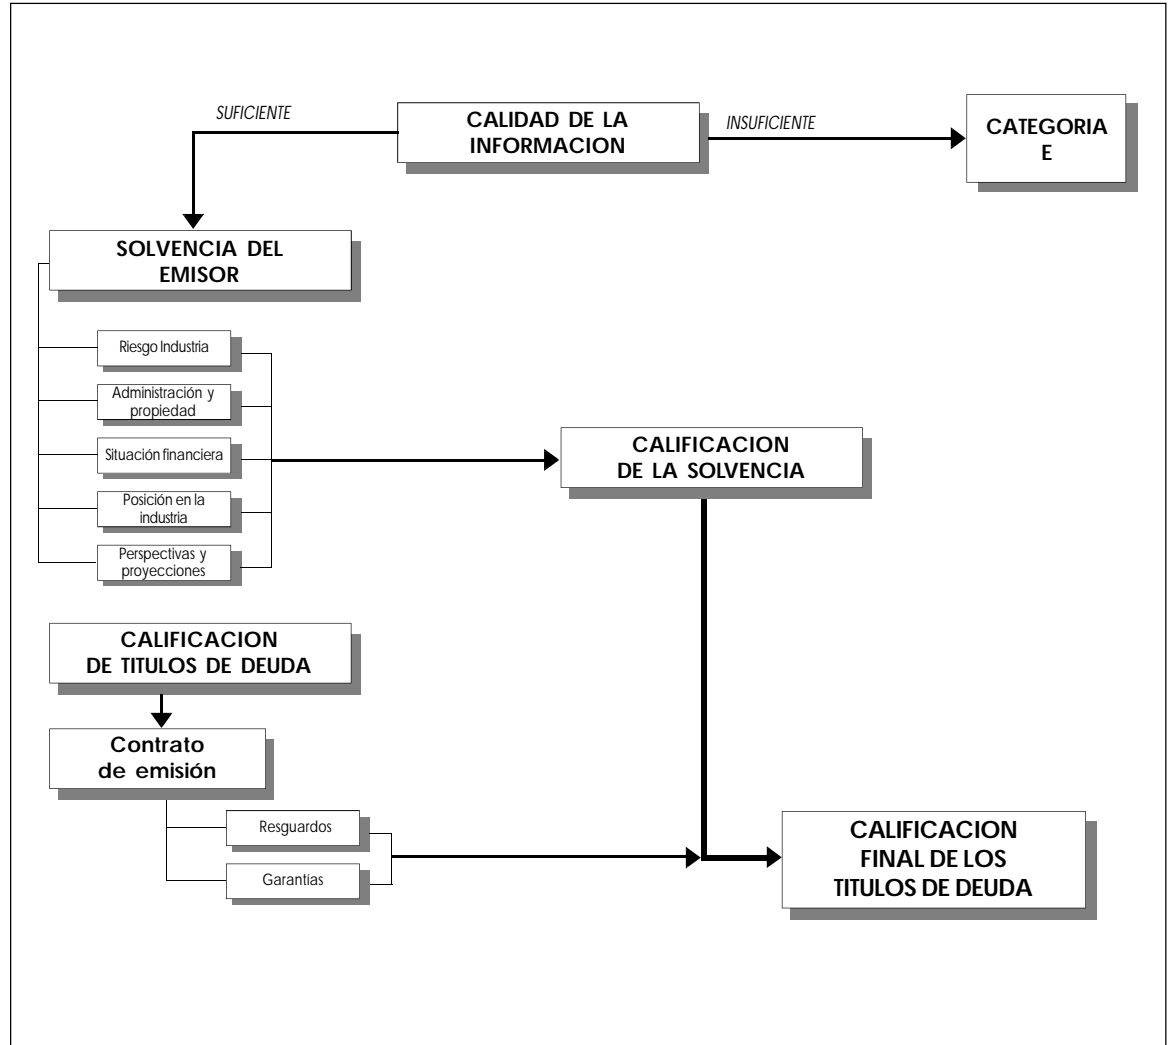 SUFICIENTE
CALIDAD DE LA
INFORMACION
INSUFICIENTE
CATEGORIA
E
SOLVENCIA DEL
EMISOR
Riesgo Industria
Administración y
propiedad
Situación financiera
Posición en la
industria
Perspectivas y
proyecciones
CALIFICACION
DE LA SOLVENCIA
CALIFICACION
DE TITULOS DE DEUDA
Contrato
de emisión
Resguardos
Garantías
CALIFICACION
FINAL DE LOS
TITULOS DE DEUDA